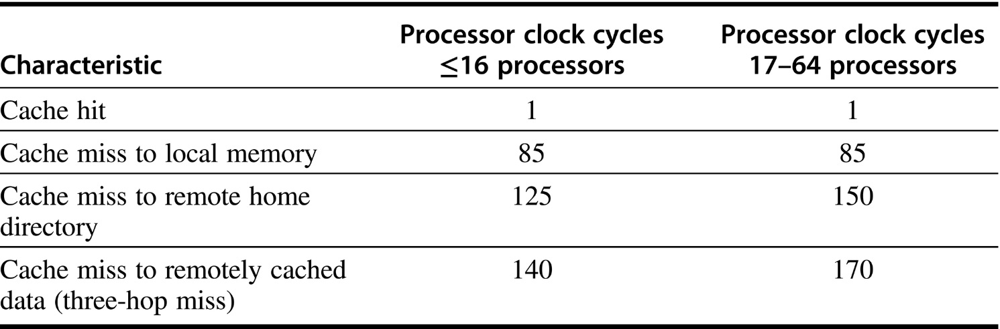 Characteristic Processor clock cycles ≤16 processors Processor clock cycles 17–64 processors
Cache hit 1 1
Cache miss to local memory 85 85
Cache miss to remote home directory 125 150
Cache miss to remotely cached data (three-hop miss) 140 170